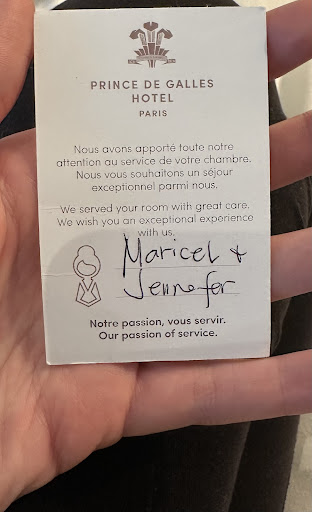 PRINCE DE GALLES
HOTEL
PARIS
Nous avons apporté toute notre
attention au service de votre chambre.
Nous vous souhaitons un séjour
exceptionnel parmi nous.
We served your room with great care.
We wish you an exceptional experience
with us.
Maricel +
Jennefer
Notre passion, vous servir.
Our passion of service.